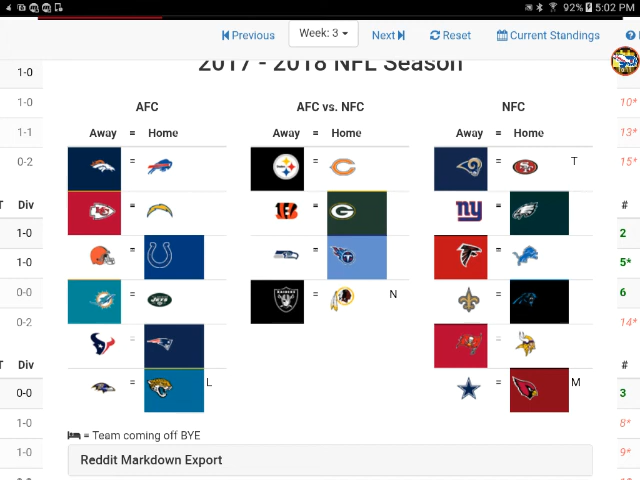 92% 5:02 PM
Previous Week: 3 Next Reset Current Standings
2017 - 2018 NFL Season
1-0
1-0 10*
1-1 13*
0-2 15*
AFC AFC vs. NFC NFC
Away = Home Away = Home Away = Home
= = = T
T Div #
= = =
1-0 2
= = =
1-0 5*
= = N =
0-0 6
0-2 14*
= =
T Div #
= L = M
0-0 3
1-0 8*
= Team coming off BYE
1-0 9*
Reddit Markdown Export